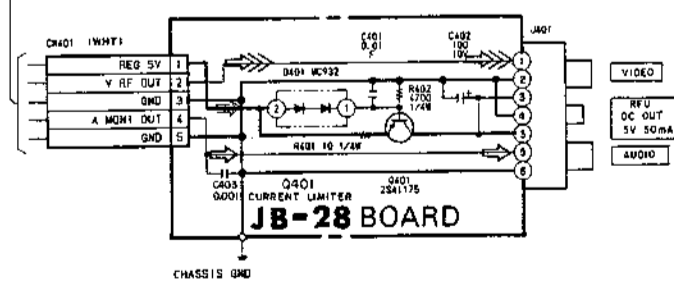 CN401 (WHT)
REG 5V 1
V RF OUT 2
GND 3
A MONI OUT 4
GND 5
C401
0.01
F
C402
100
10V
J401
D401 MC932
2
1
R402
4700
1/4W
R401 10 1/4W
C403
0.001
Q401
CURRENT LIMITER
Q401
2SA1175
1
2
3
4
5
6
VIDEO
RFU
DC OUT
5V 50mA
AUDIO
JB-28 BOARD
CHASSIS GND